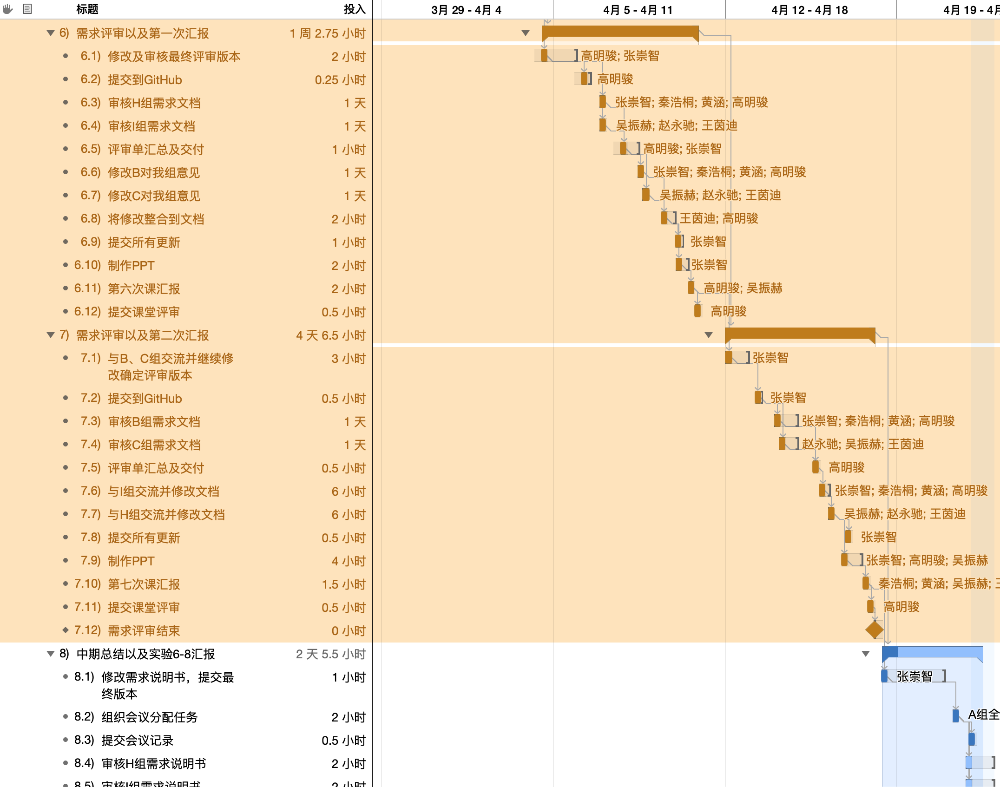 标题 投入 3月 29 - 4月 4 4月 5 - 4月 11 4月 12 - 4月 18 4月 19 - 4月
6) 需求评审以及第一次汇报 1 周 2.75 小时
6.1) 修改及审核最终评审版本 2 小时 高明骏; 张崇智
6.2) 提交到GitHub 0.25 小时 高明骏
6.3) 审核H组需求文档 1 天 张崇智; 秦浩桐; 黄涵; 高明骏
6.4) 审核I组需求文档 1 天 吴振赫; 赵永驰; 王茵迪
6.5) 评审单汇总及交付 1 小时 高明骏; 张崇智
6.6) 修改B对我组意见 1 天 张崇智; 秦浩桐; 黄涵; 高明骏
6.7) 修改C对我组意见 1 天 吴振赫; 赵永驰; 王茵迪
6.8) 将修改整合到文档 2 小时 王茵迪; 高明骏
6.9) 提交所有更新 1 小时 张崇智
6.10) 制作PPT 2 小时 张崇智
6.11) 第六次课汇报 2 小时 高明骏; 吴振赫
6.12) 提交课堂评审 0.5 小时 高明骏
7) 需求评审以及第二次汇报 4 天 6.5 小时
7.1) 与B、C组交流并继续修 3 小时 张崇智
改确定评审版本
7.2) 提交到GitHub 0.5 小时 张崇智
7.3) 审核B组需求文档 1 天 张崇智; 秦浩桐; 黄涵; 高明骏
7.4) 审核C组需求文档 1 天 赵永驰; 吴振赫; 王茵迪
7.5) 评审单汇总及交付 0.5 小时 高明骏
7.6) 与I组交流并修改文档 6 小时 张崇智; 秦浩桐; 黄涵; 高明骏
7.7) 与H组交流并修改文档 6 小时 吴振赫; 赵永驰; 王茵迪
7.8) 提交所有更新 0.5 小时 张崇智
7.9) 制作PPT 4 小时 张崇智; 高明骏; 吴振赫
7.10) 第七次课汇报 1.5 小时 秦浩桐; 黄涵; 吴振赫;
7.11) 提交课堂评审 0.5 小时 高明骏
7.12) 需求评审结束 0 小时
8) 中期总结以及实验6-8汇报 2 天 5.5 小时
8.1) 修改需求说明书，提交最 1 小时 张崇智
终版本
8.2) 组织会议分配任务 2 小时 A组全
8.3) 提交会议记录 0.5 小时
8.4) 审核H组需求说明书 2 小时
8.5) 审核I组需求说明书 2 小时